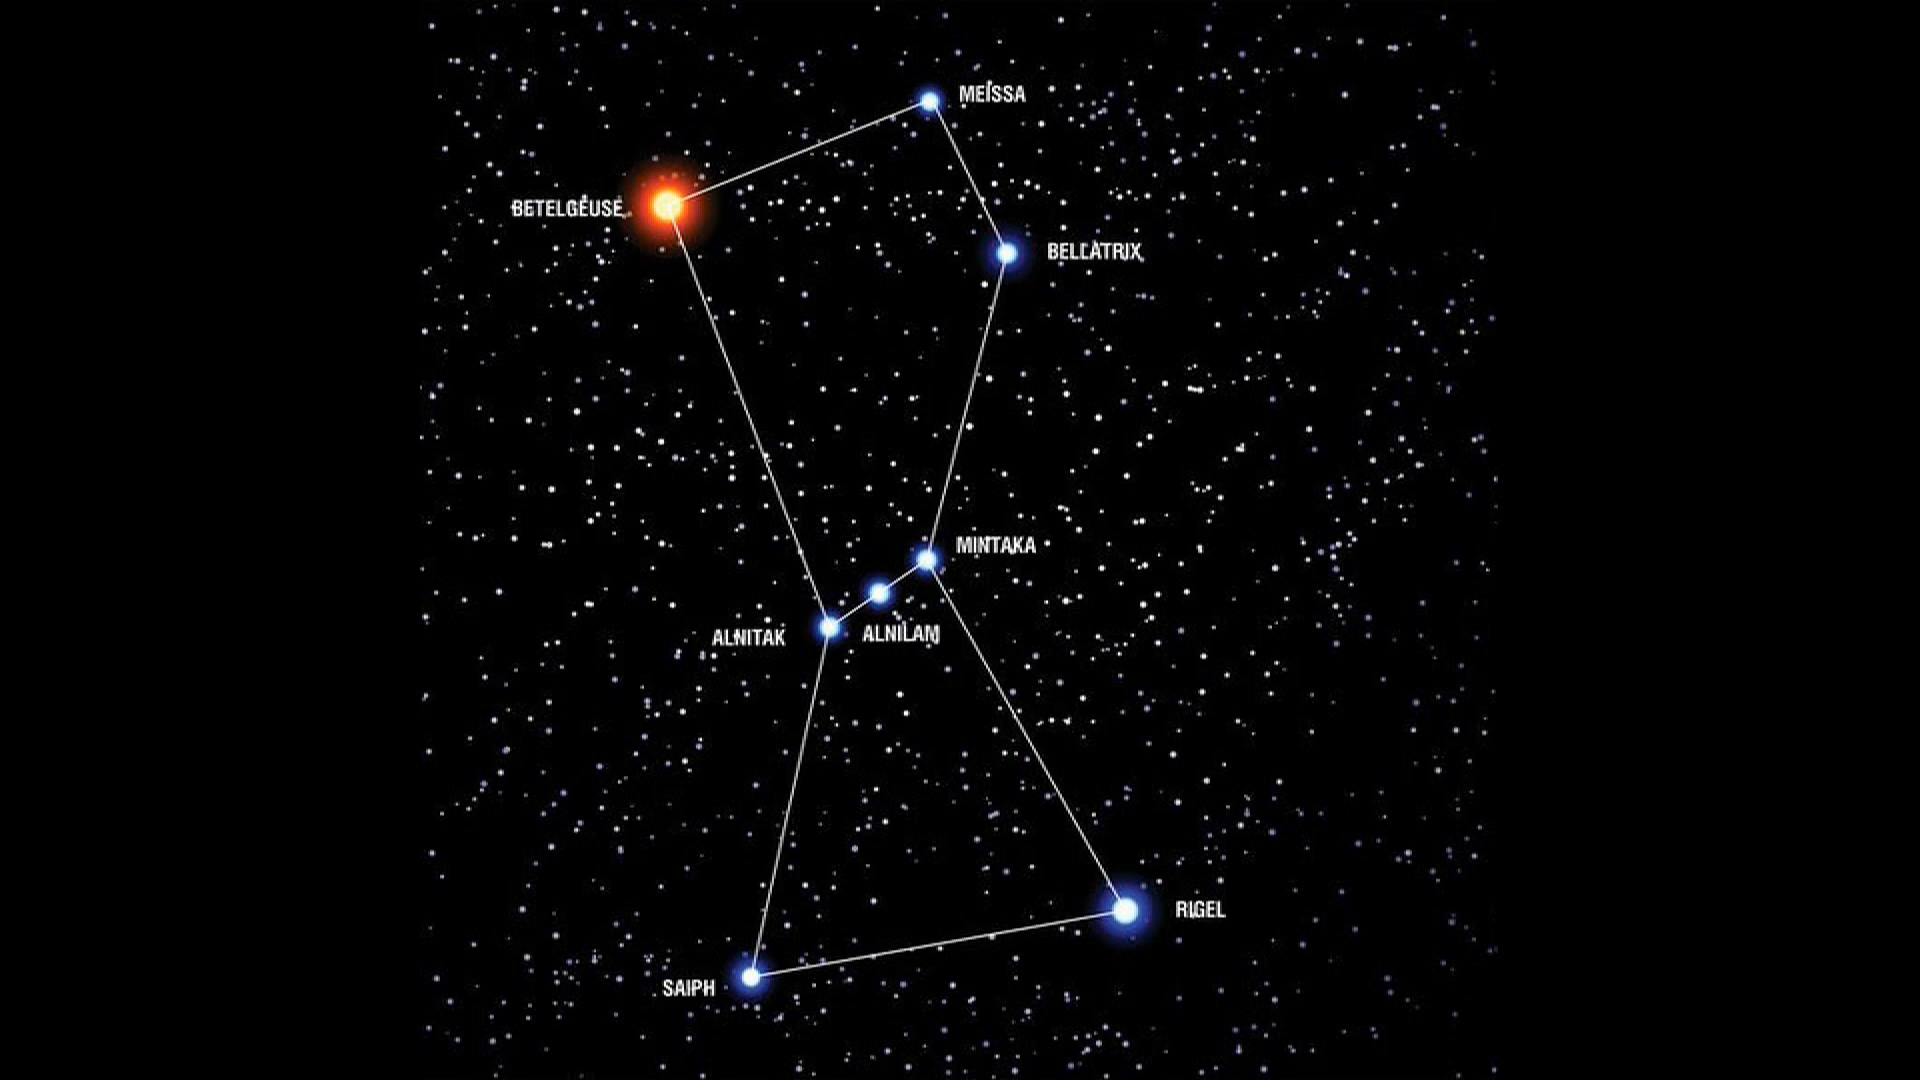 MEISSA
BETELGEUSE
BELLATRIX
MINTAKA
ALNITAK
ALNILAM
RIGEL
SAIPH